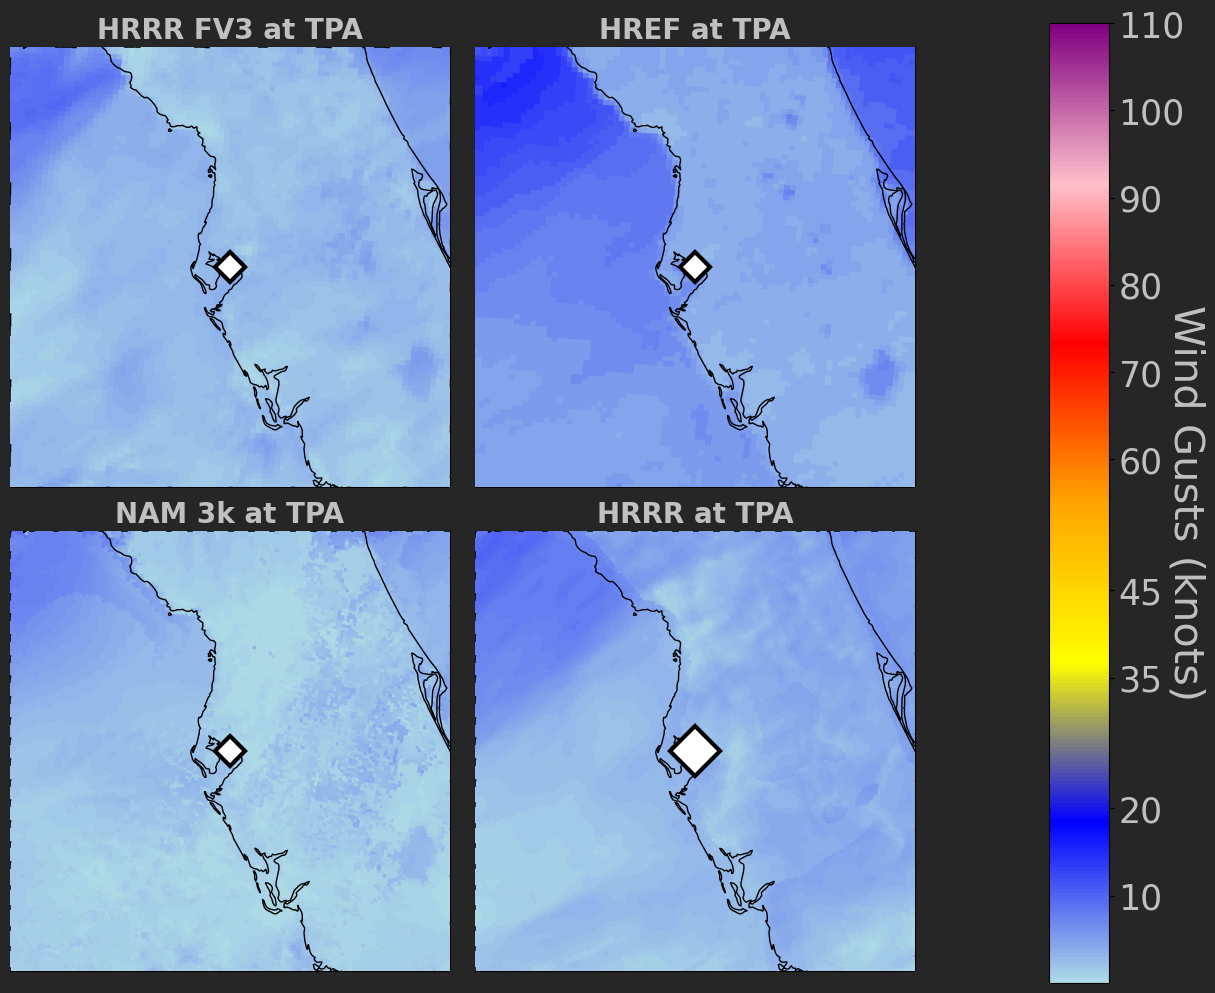 HRRR FV3 at TPA
HREF at TPA
NAM 3k at TPA
HRRR at TPA
110
100
90
80
70
60
45
35
20
10
Wind Gusts (knots)